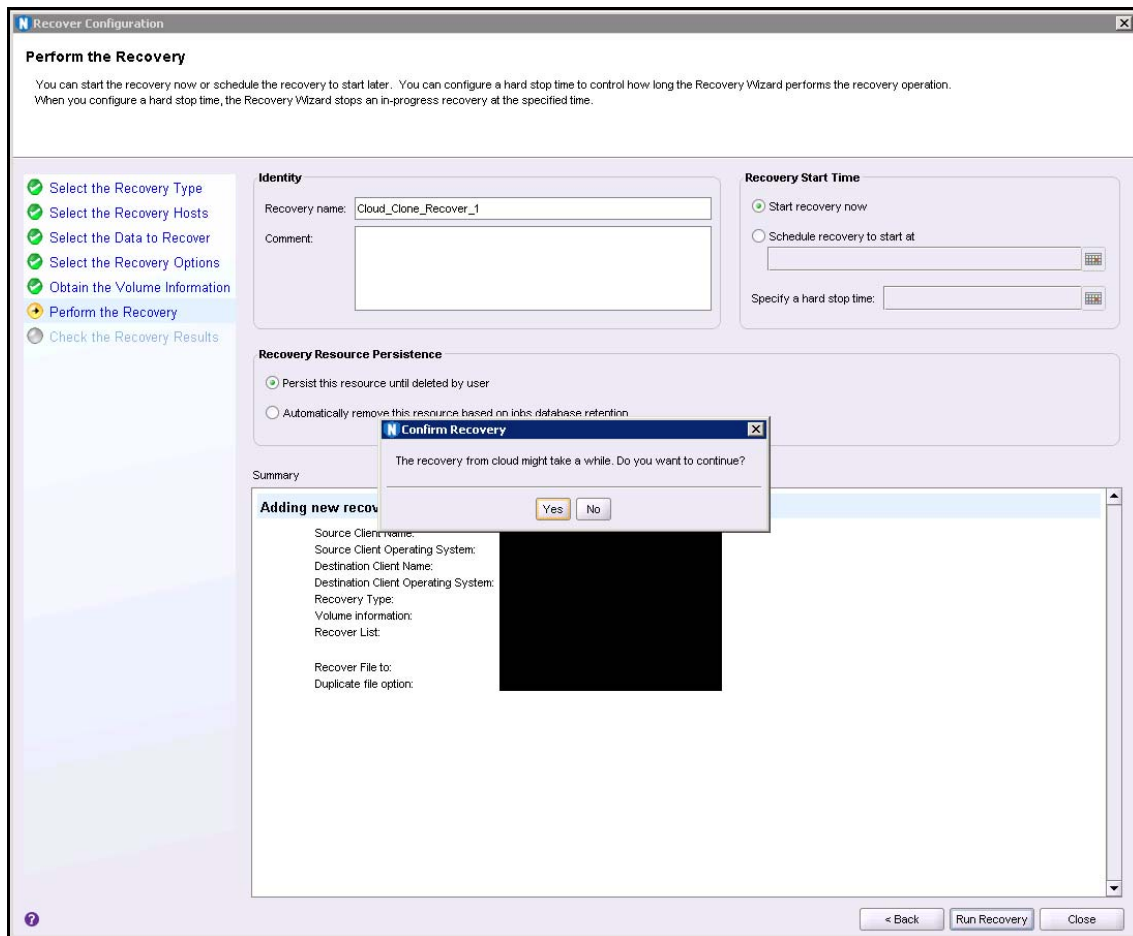 Recover Configuration
Perform the Recovery
You can start the recovery now or schedule the recovery to start later. You can configure a hard stop time to control how long the Recovery Wizard performs the recovery operation.
When you configure a hard stop time, the Recovery Wizard stops an in-progress recovery at the specified time.
Select the Recovery Type
Select the Recovery Hosts
Select the Data to Recover
Select the Recovery Options
Obtain the Volume Information
Perform the Recovery
Check the Recovery Results
Identity
Recovery name: Cloud_Clone_Recover_1
Comment:
Recovery Start Time
Start recovery now
Schedule recovery to start at
Specify a hard stop time:
Recovery Resource Persistence
Persist this resource until deleted by user
Automatically remove this resource based on jobs database retention
Confirm Recovery
The recovery from cloud might take a while. Do you want to continue?
Yes No
Summary
Adding new recov
Source Client Name:
Source Client Operating System:
Destination Client Name:
Destination Client Operating System:
Recovery Type:
Volume information:
Recover List:
Recover File to:
Duplicate file option:
< Back Run Recovery Close